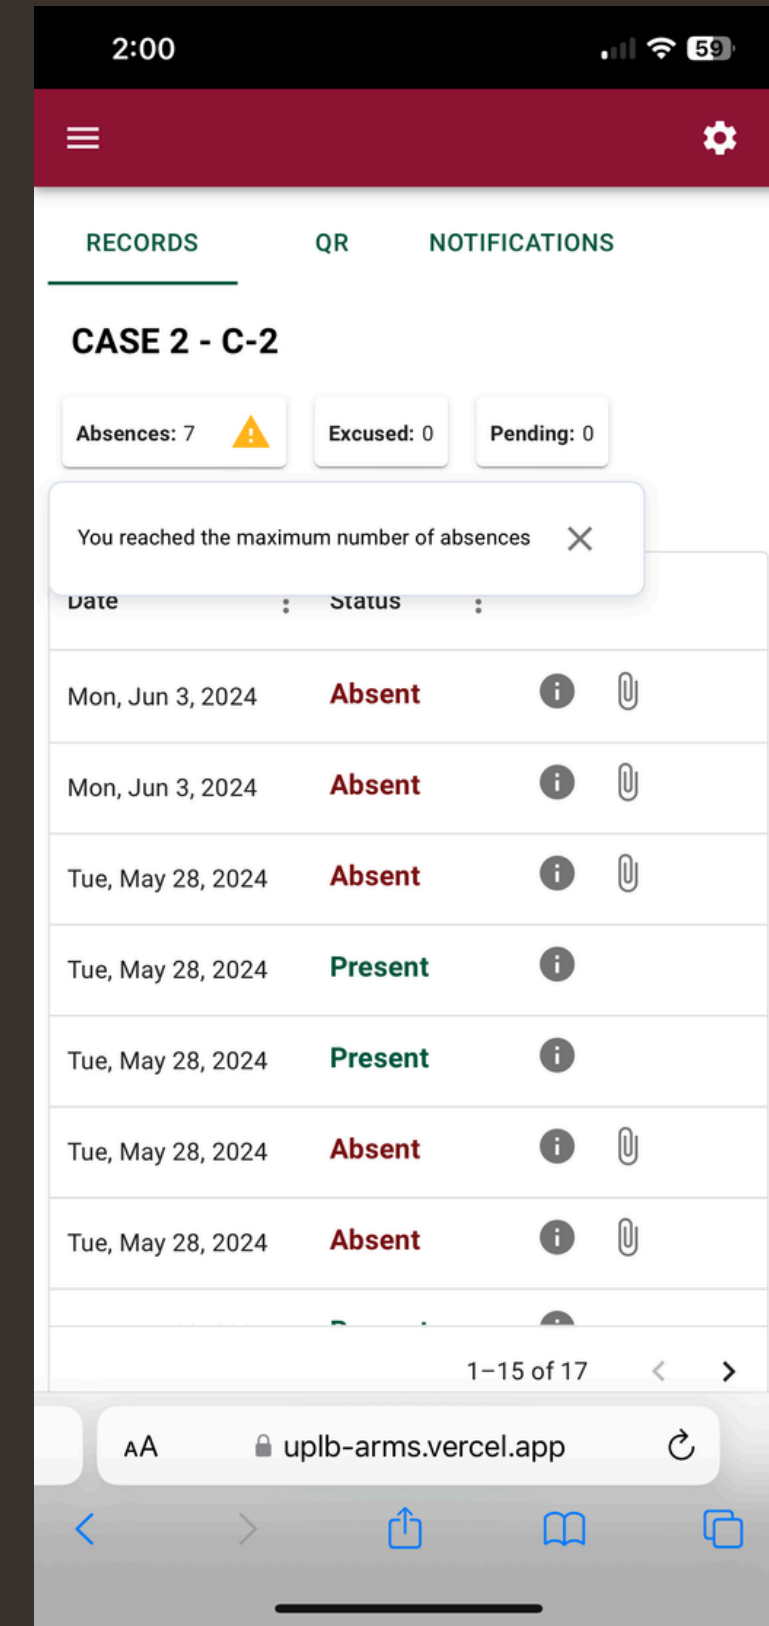 2:00 59
RECORDS QR NOTIFICATIONS
CASE 2 - C-2
Absences: 7 Excused: 0 Pending: 0
You reached the maximum number of absences
Date Status
Mon, Jun 3, 2024 Absent
Mon, Jun 3, 2024 Absent
Tue, May 28, 2024 Absent
Tue, May 28, 2024 Present
Tue, May 28, 2024 Present
Tue, May 28, 2024 Absent
Tue, May 28, 2024 Absent
1–15 of 17
AA uplb-arms.vercel.app